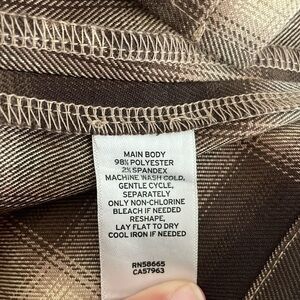 MAIN BODY
98% POLYESTER
2% SPANDEX
MACHINE WASH COLD,
GENTLE CYCLE,
SEPARATELY
ONLY NON-CHLORINE
BLEACH IF NEEDED
RESHAPE,
LAY FLAT TO DRY
COOL IRON IF NEEDED
RN58665
CA57963